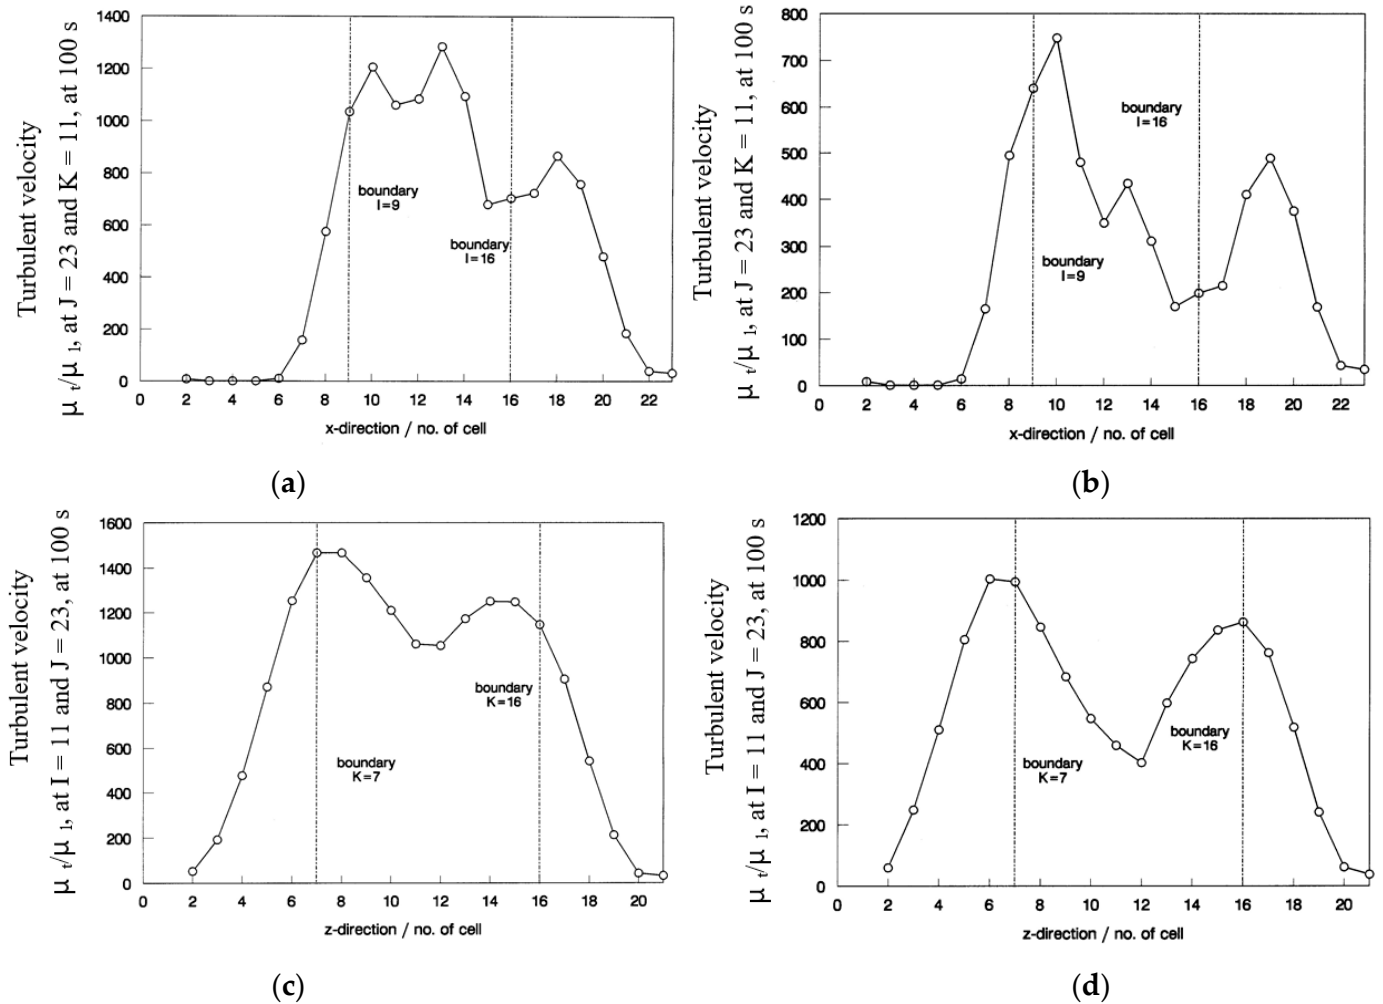 Turbulent velocity
μ t/μ l, at J = 23 and K = 11, at 100 s
1400
1200
1000
800
600
400
200
0
boundary
I=9
boundary
I=16
0 2 4 6 8 10 12 14 16 18 20 22
x-direction / no. of cell
(a)
Turbulent velocity
μ t/μ l, at J = 23 and K = 11, at 100 s
800
700
600
500
400
300
200
100
0
boundary
I=16
boundary
I=9
0 2 4 6 8 10 12 14 16 18 20 22
x-direction / no. of cell
(b)
Turbulent velocity
μ t/μ l, at I = 11 and J = 23, at 100 s
1600
1400
1200
1000
800
600
400
200
0
boundary
K=16
boundary
K=7
0 2 4 6 8 10 12 14 16 18 20
z-direction / no. of cell
(c)
Turbulent velocity
μ t/μ l, at I = 11 and J = 23, at 100 s
1200
1000
800
600
400
200
0
boundary
K=16
boundary
K=7
0 2 4 6 8 10 12 14 16 18 20
z-direction / no. of cell
(d)